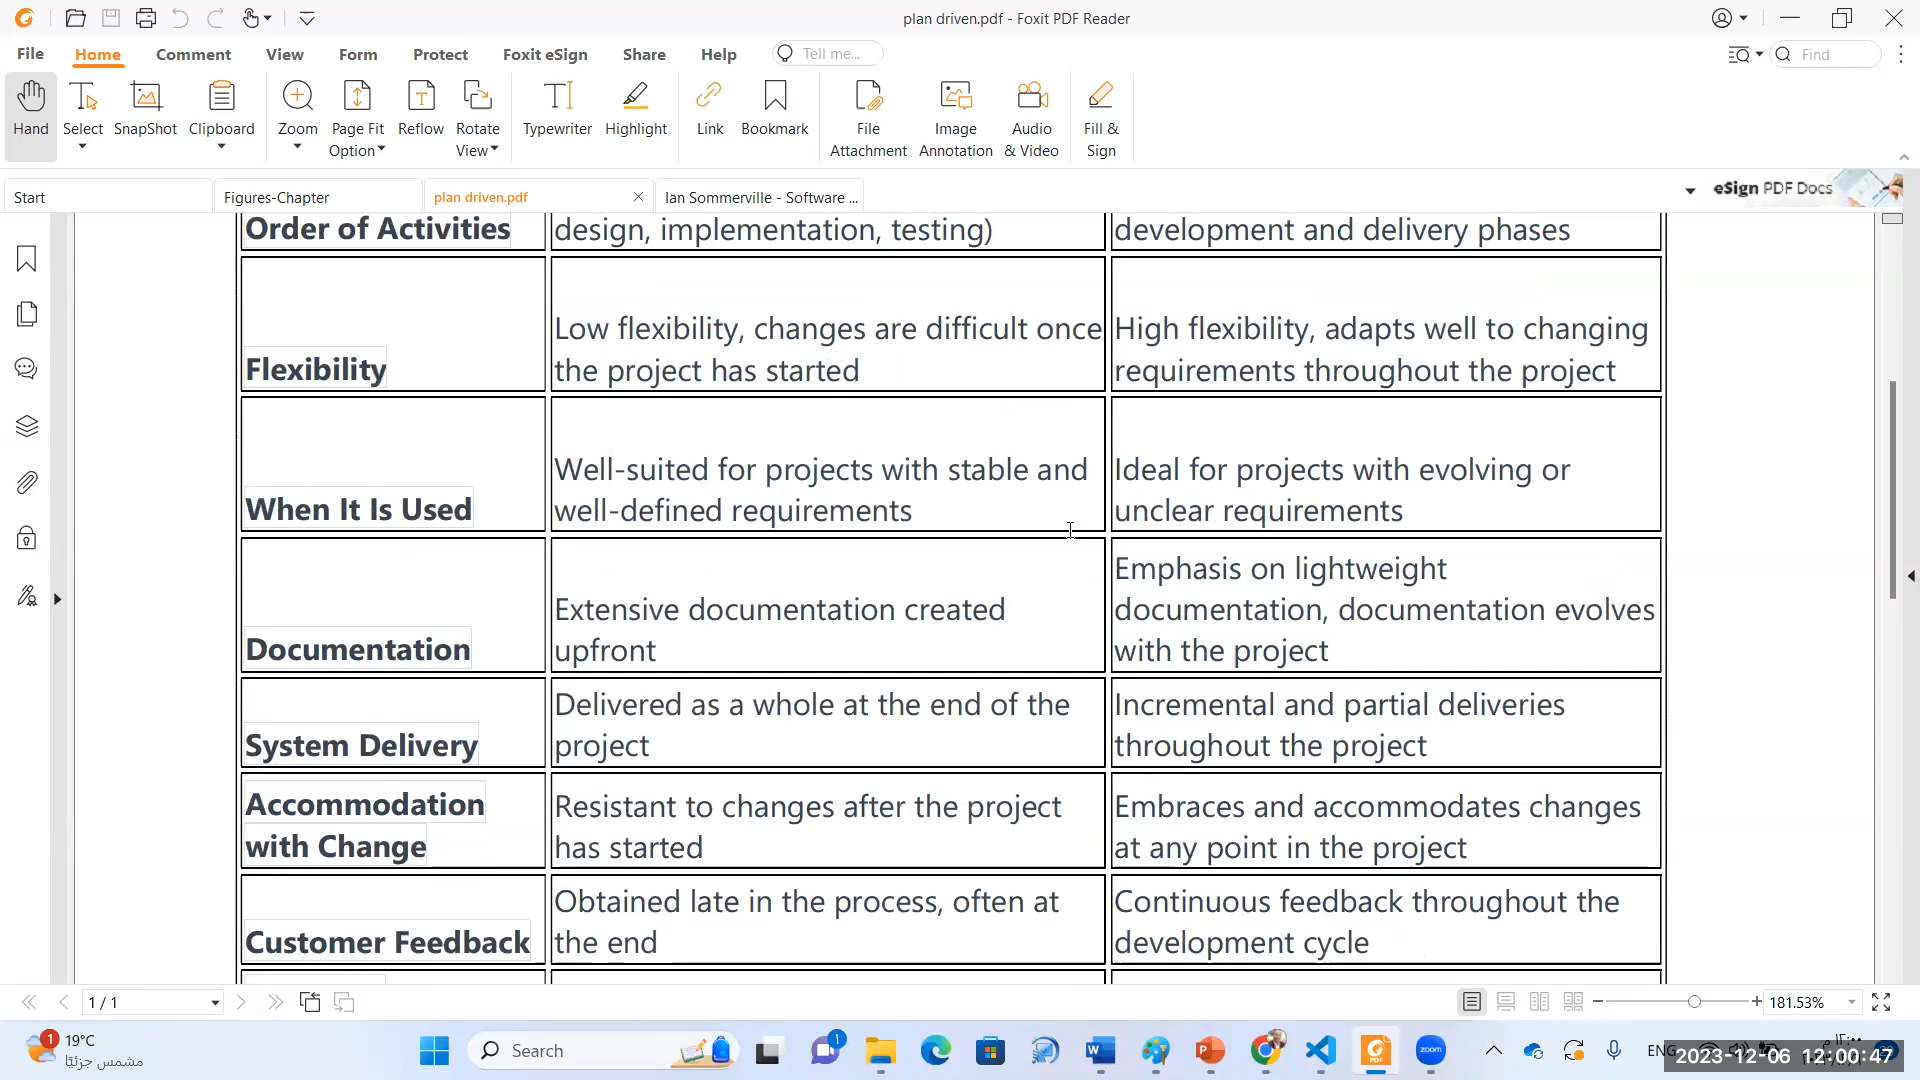 plan driven.pdf - Foxit PDF Reader
File
Home
Comment
View
Form
Protect
Foxit eSign
Share
Help
Tell me...
Find
Hand
Select
SnapShot
Clipboard
Zoom
Page Fit
Option
Reflow
Rotate
View
Typewriter
Highlight
Link
Bookmark
File
Attachment
Image
Annotation
Audio
& Video
Fill &
Sign
Start
Figures-Chapter
plan driven.pdf
Ian Sommerville - Software ...
eSign PDF Docs
Order of Activities
design, implementation, testing)
development and delivery phases
Flexibility
Low flexibility, changes are difficult once
the project has started
High flexibility, adapts well to changing
requirements throughout the project
When It Is Used
Well-suited for projects with stable and
well-defined requirements
Ideal for projects with evolving or
unclear requirements
Documentation
Extensive documentation created
upfront
Emphasis on lightweight
documentation, documentation evolves
with the project
System Delivery
Delivered as a whole at the end of the
project
Incremental and partial deliveries
throughout the project
Accommodation
with Change
Resistant to changes after the project
has started
Embraces and accommodates changes
at any point in the project
Customer Feedback
Obtained late in the process, often at
the end
Continuous feedback throughout the
development cycle
1 / 1
181.53%
1
19°C
مشمس جزئيًا
Search
1
zoom
ENG
2023-12-06 12:00:47